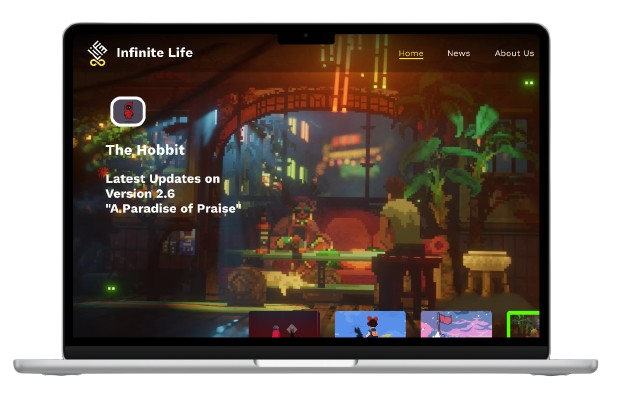 Infinite Life
Home
News
About Us
The Hobbit
Latest Updates on
Version 2.6
"A.Paradise of Praise"